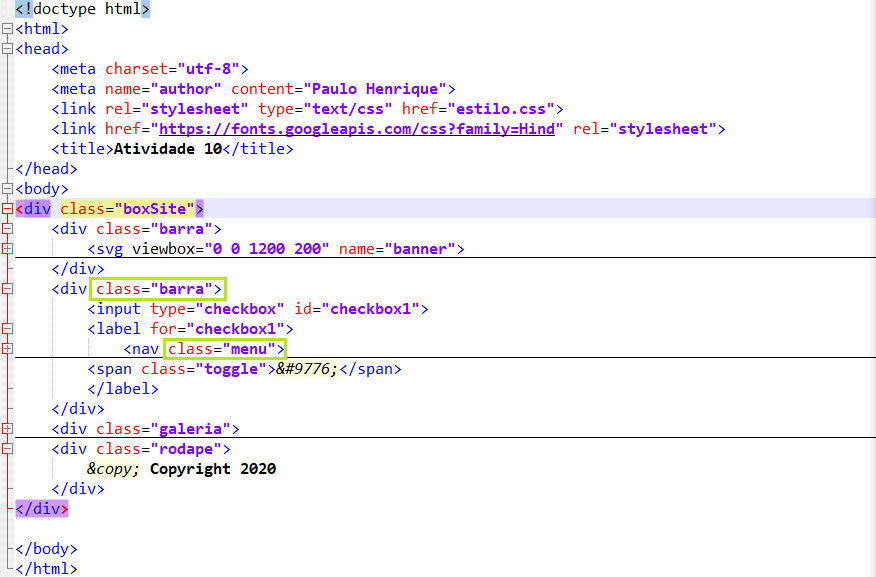 <!doctype html>
<html>
<head>
<meta charset="utf-8">
<meta name="author" content="Paulo Henrique">
<link rel="stylesheet" type="text/css" href="estilo.css">
<link href="https://fonts.googleapis.com/css?family=Hind" rel="stylesheet">
<title>Atividade 10</title>
</head>
<body>
<div class="boxSite">
<div class="barra">
<svg viewbox="0 0 1200 200" name="banner">
</div>
<div class="barra">
<input type="checkbox" id="checkbox1">
<label for="checkbox1">
<nav class="menu">
<span class="toggle">&#9776;</span>
</label>
</div>
<div class="galeria">
<div class="rodape">
&copy; Copyright 2020
</div>
</div>
</body>
</html>